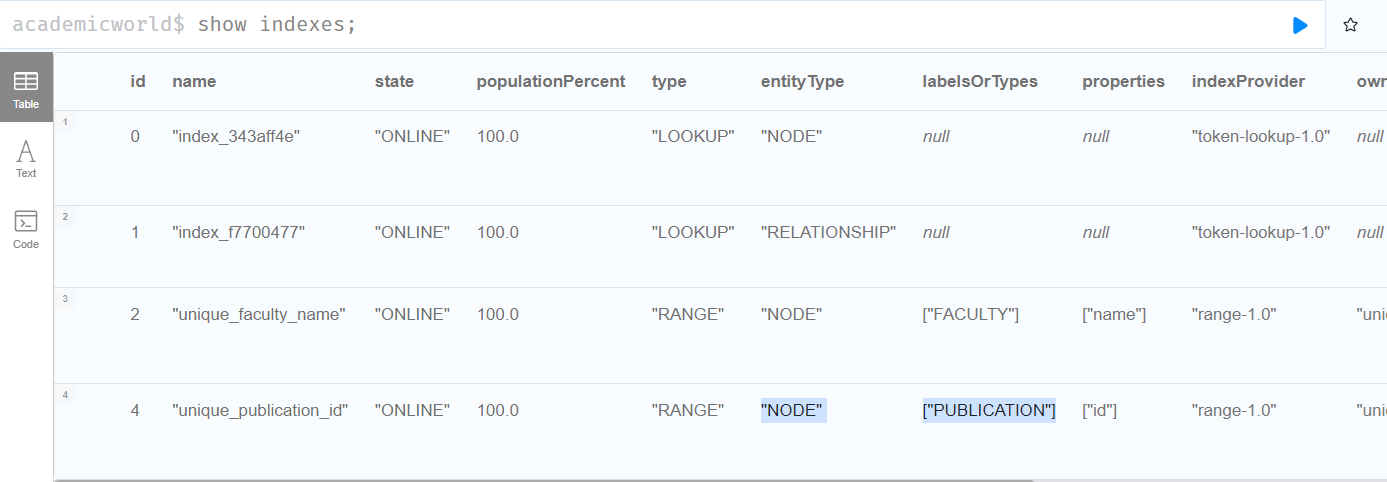 academicworld$ show indexes;
Table
Text
Code
id name state populationPercent type entityType labelsOrTypes properties indexProvider owr
1
0 "index_343aff4e" "ONLINE" 100.0 "LOOKUP" "NODE" null null "token-lookup-1.0" null
2
1 "index_f7700477" "ONLINE" 100.0 "LOOKUP" "RELATIONSHIP" null null "token-lookup-1.0" null
3
2 "unique_faculty_name" "ONLINE" 100.0 "RANGE" "NODE" ["FACULTY"] ["name"] "range-1.0" "uni
4
4 "unique_publication_id" "ONLINE" 100.0 "RANGE" "NODE" ["PUBLICATION"] ["id"] "range-1.0" "uni